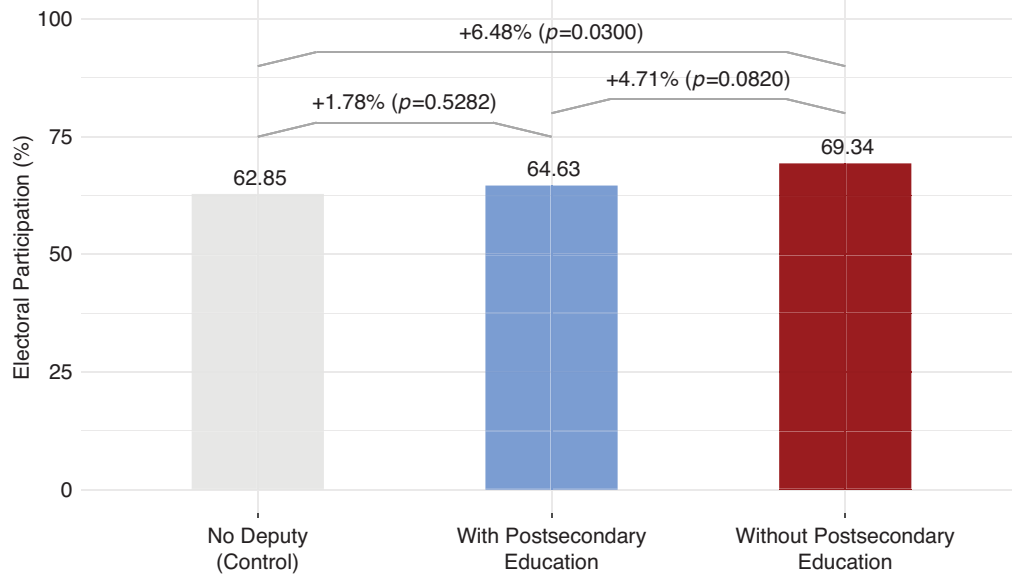 Electoral Participation (%)
100
75
50
25
0
+6.48% (p=0.0300)
+4.71% (p=0.0820)
+1.78% (p=0.5282)
62.85
64.63
69.34
No Deputy
(Control)
With Postsecondary
Education
Without Postsecondary
Education